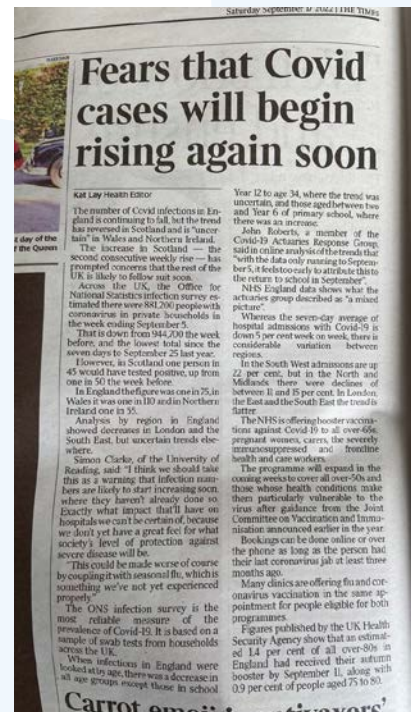 Saturday September 17 2022 | THE TIMES
Fears that Covid
cases will begin
rising again soon
t day of the
f the Queen
Kat Lay Health Editor
The number of Covid infections in En-
gland is continuing to fall, but the trend
has reversed in Scotland and is "uncer-
tain" in Wales and Northern Ireland.
The increase in Scotland — the
second consecutive weekly rise — has
prompted concerns that the rest of the
UK is likely to follow suit soon.
Across the UK, the Office for
National Statistics infection survey es-
timated there were 881,200 people with
coronavirus in private households in
the week ending September 5.
That is down from 944,700 the week
before, and the lowest total since the
seven days to September 25 last year.
However, in Scotland one person in
45 would have tested positive, up from
one in 50 the week before.
In England the figure was one in 75, in
Wales it was one in 110 and in Northern
Ireland one in 55.
Analysis by region in England
showed decreases in London and the
South East, but uncertain trends else-
where.
Simon Clarke, of the University of
Reading, said: "I think we should take
this as a warning that infection num-
bers are likely to start increasing soon,
where they haven't already done so.
Exactly what impact that'll have on
hospitals we can't be certain of, because
we don't yet have a great feel for what
society's level of protection against
severe disease will be.
"This could be made worse of course
by coupling it with seasonal flu, which is
something we've not yet experienced
properly."
The ONS infection survey is the
most reliable measure of the
prevalence of Covid-19. It is based on a
sample of swab tests from households
across the UK.
When infections in England were
looked at by age, there was a decrease in
all age groups except those in school
Year 12 to age 34, where the trend was
uncertain, and those aged between two
and Year 6 of primary school, where
there was an increase.
John Roberts, a member of the
Covid-19 Actuaries Response Group,
said in online analysis of the trends that
"with the data only running to Septem-
ber 5, it feels too early to attribute this to
the return to school in September".
NHS England data shows what the
actuaries group described as "a mixed
picture".
Whereas the seven-day average of
hospital admissions with Covid-19 is
down 5 per cent week on week, there is
considerable variation between
regions.
In the South West admissions are up
22 per cent, but in the North and
Midlands there were declines of
between 11 and 15 per cent. In London,
the East and the South East the trend is
flatter.
The NHS is offering booster vaccina-
tions against Covid-19 to all over-65s,
pregnant women, carers, the severely
immunosuppressed and frontline
health and care workers.
The programme will expand in the
coming weeks to cover all over-50s and
those whose health conditions make
them particularly vulnerable to the
virus after guidance from the Joint
Committee on Vaccination and Immu-
nisation announced earlier in the year.
Bookings can be done online or over
the phone as long as the person had
their last coronavirus jab at least three
months ago.
Many clinics are offering flu and cor-
onavirus vaccination in the same ap-
pointment for people eligible for both
programmes.
Figures published by the UK Health
Security Agency show that an estimat-
ed 1.4 per cent of all over-80s in
England had received their autumn
booster by September 11, along with
0.9 per cent of people aged 75 to 80.
Carrot